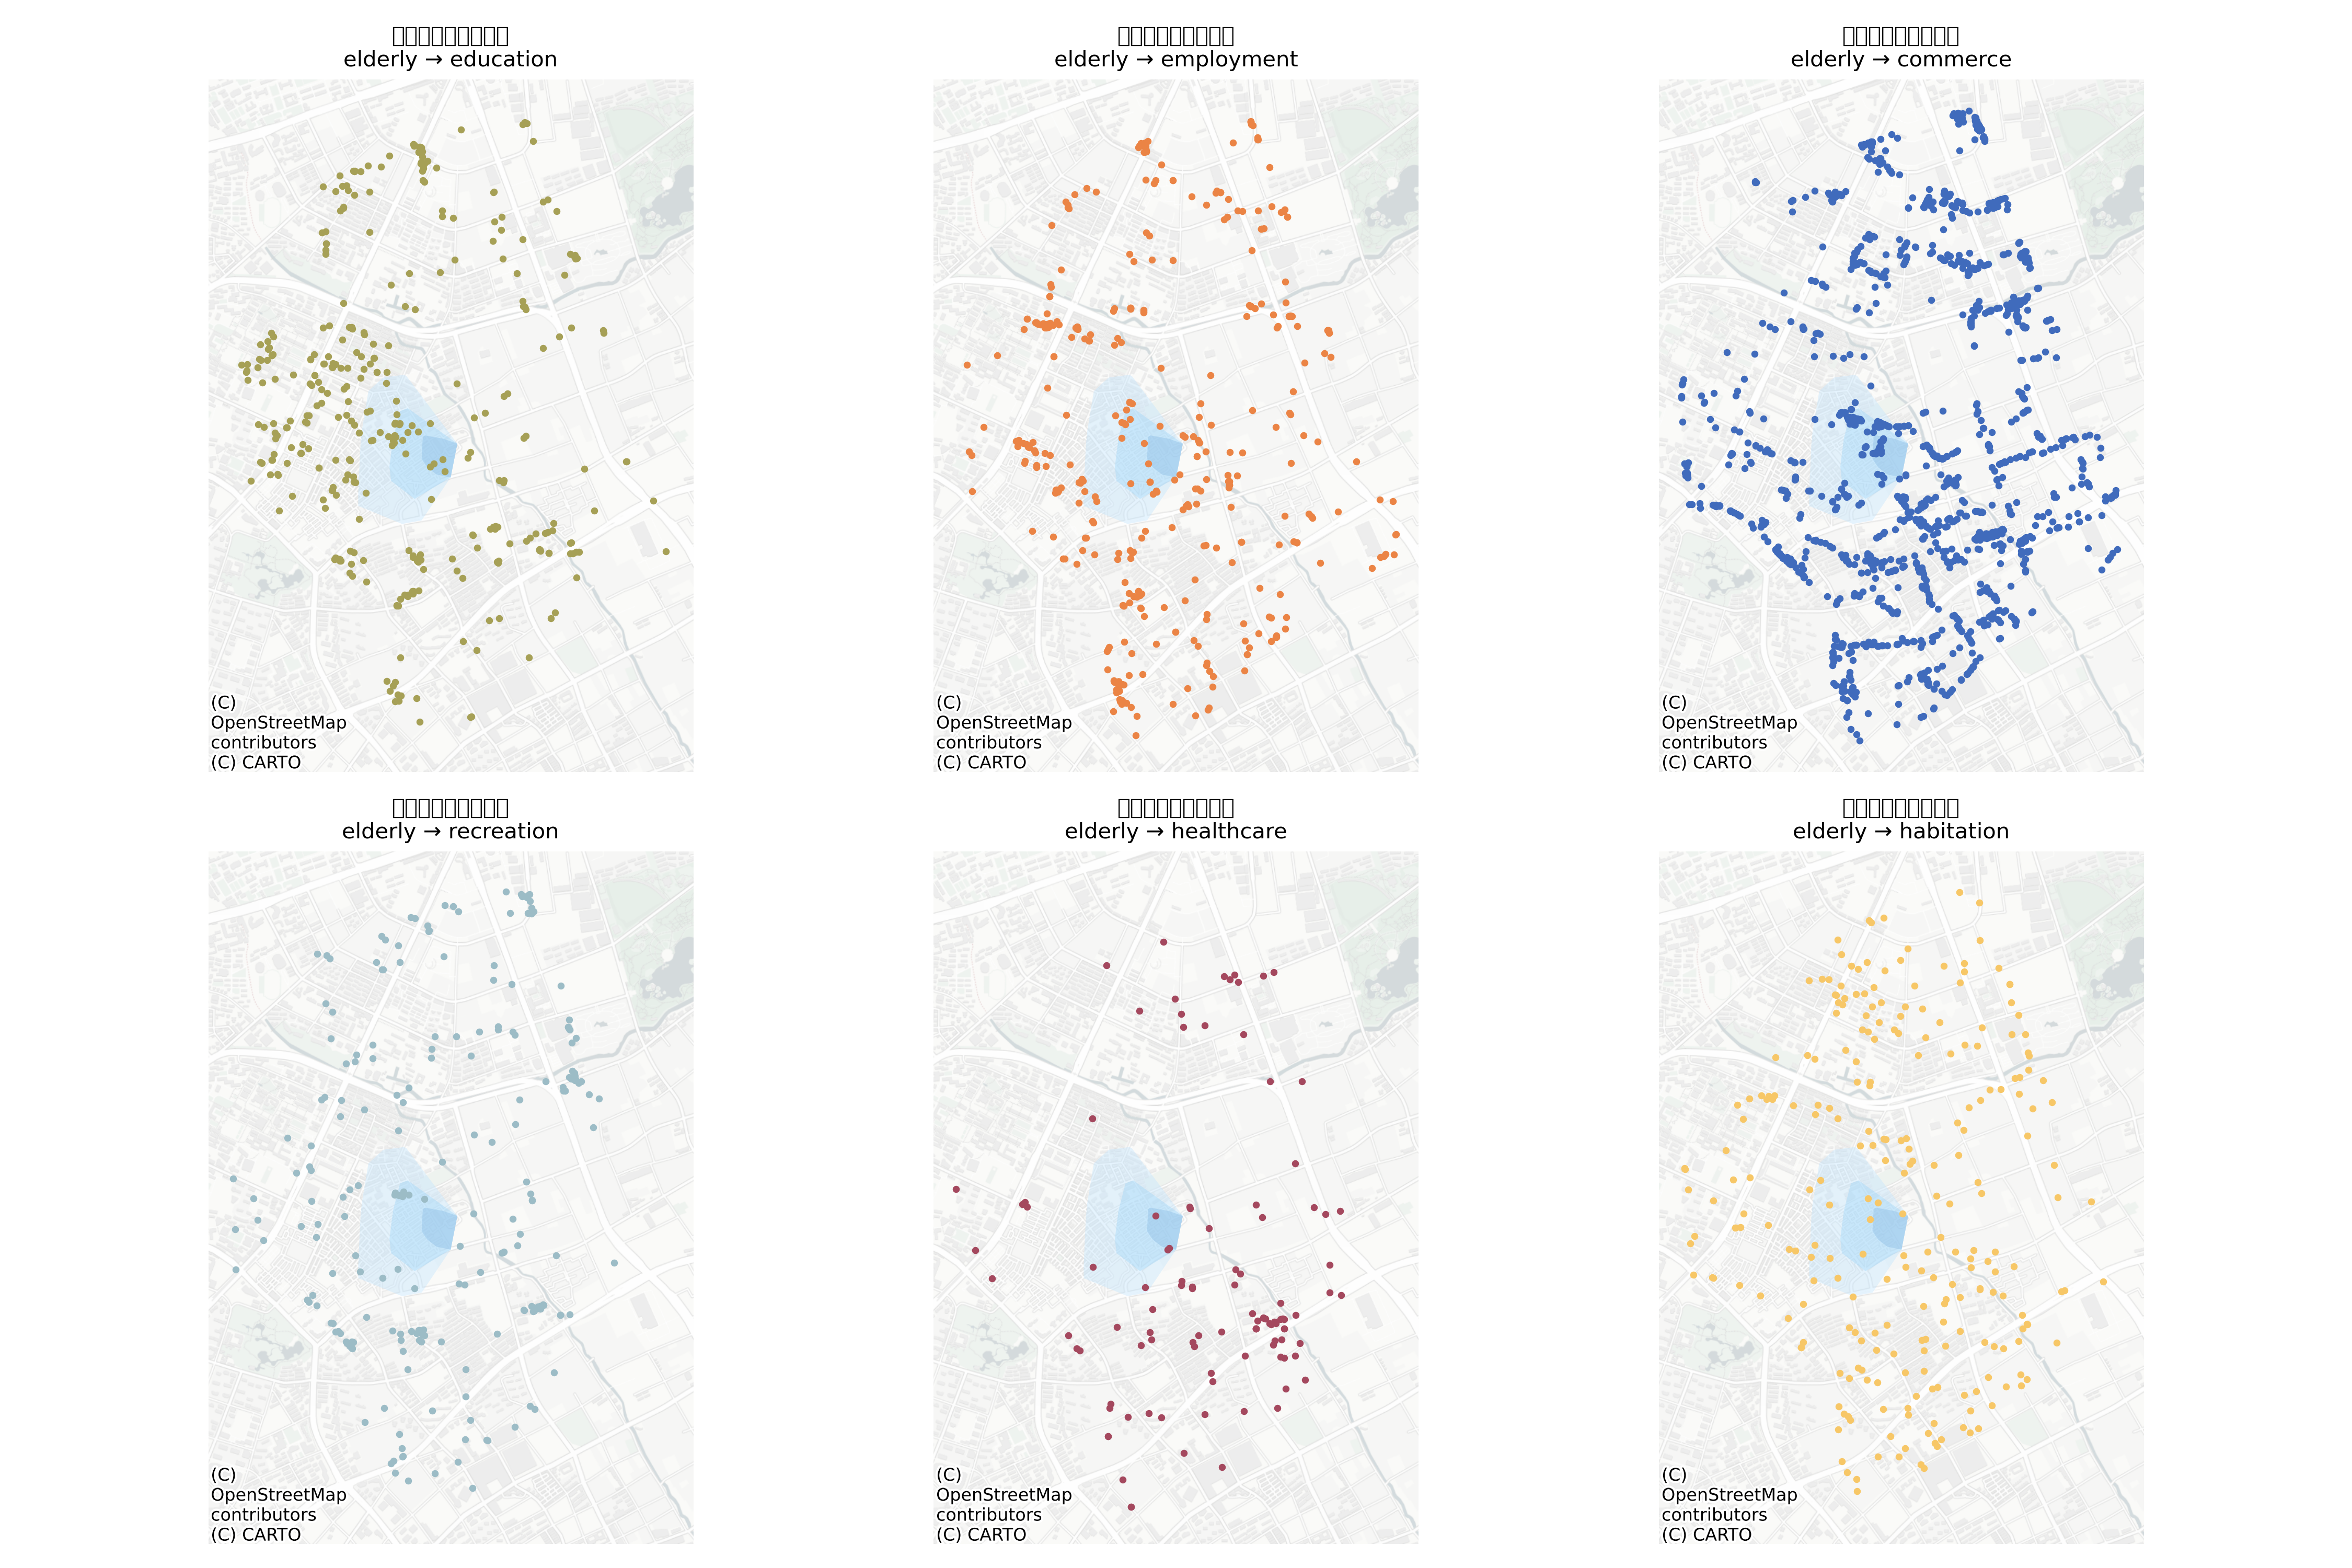 elderly → education
elderly → employment
elderly → commerce
(C)
OpenStreetMap
contributors
(C) CARTO
(C)
OpenStreetMap
contributors
(C) CARTO
(C)
OpenStreetMap
contributors
(C) CARTO
elderly → recreation
elderly → healthcare
elderly → habitation
(C)
OpenStreetMap
contributors
(C) CARTO
(C)
OpenStreetMap
contributors
(C) CARTO
(C)
OpenStreetMap
contributors
(C) CARTO